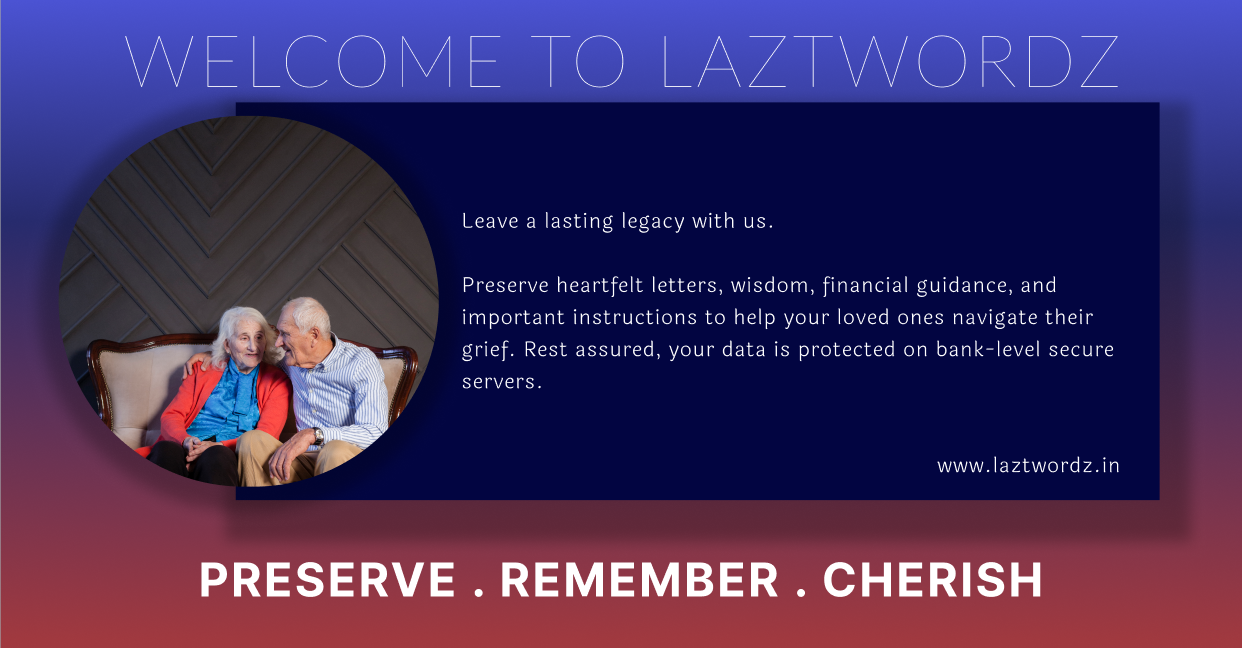 WELCOME TO LAZTWORDZ
Leave a lasting legacy with us.
Preserve heartfelt letters, wisdom, financial guidance, and
important instructions to help your loved ones navigate their
grief. Rest assured, your data is protected on bank-level secure
servers.
www.laztwordz.in
PRESERVE . REMEMBER . CHERISH